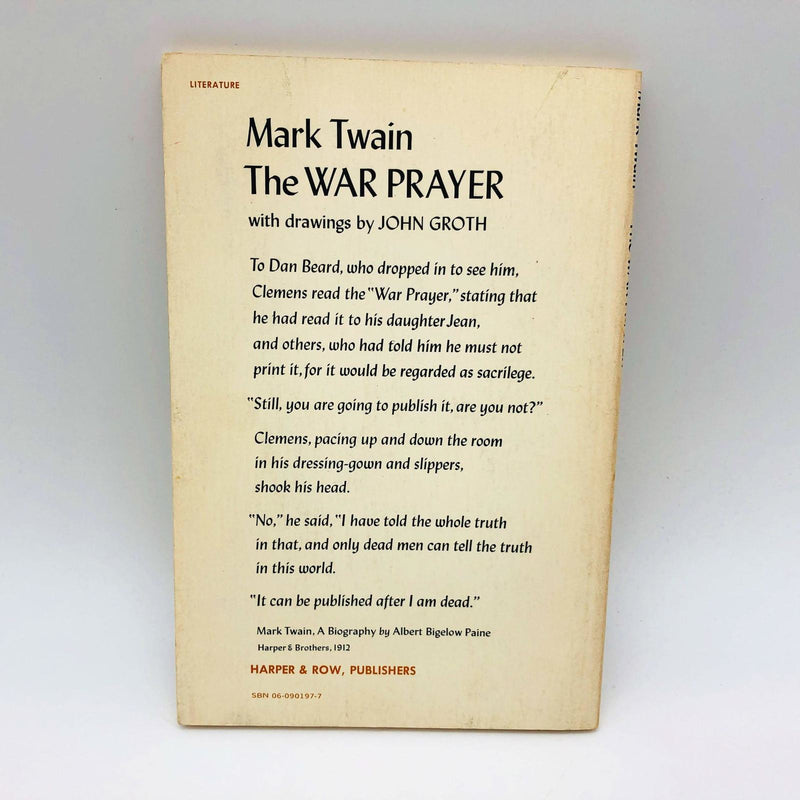 LITERATURE
Mark Twain
The WAR PRAYER
with drawings by JOHN GROTH
To Dan Beard, who dropped in to see him,
Clemens read the "War Prayer," stating that
he had read it to his daughter Jean,
and others, who had told him he must not
print it, for it would be regarded as sacrilege.
"Still, you are going to publish it, are you not?"
Clemens, pacing up and down the room
in his dressing-gown and slippers,
shook his head.
"No," he said, "I have told the whole truth
in that, and only dead men can tell the truth
in this world.
"It can be published after I am dead."
Mark Twain, A Biography by Albert Bigelow Paine
Harper & Brothers, 1912
HARPER & ROW, PUBLISHERS
SBN 06-090197-7